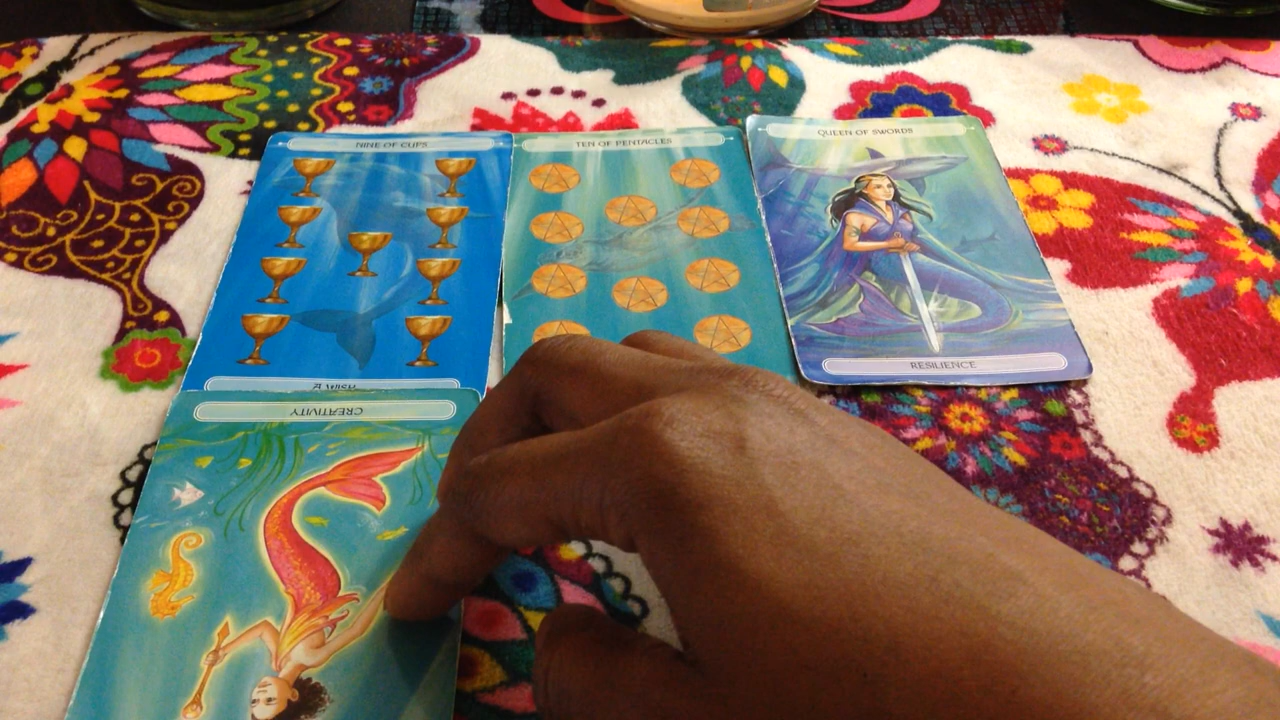 NINE OF CUPS
TEN OF PENTACLES
QUEEN OF SWORDS
RESILIENCE
A WISH
CREATIVITY